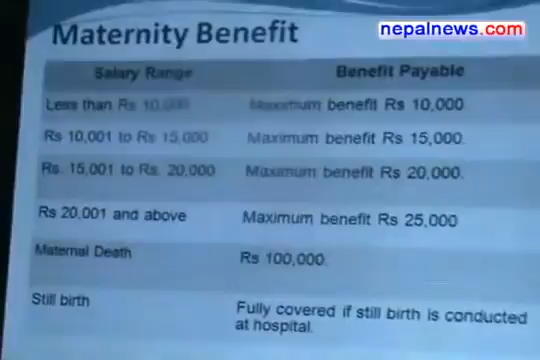 nepalnews.com
Maternity Benefit
Salary Range Benefit Payable
Less than Rs 10,000 Maximum benefit Rs 10,000
Rs 10,001 to Rs 15,000 Maximum benefit Rs 15,000.
Rs. 15,001 to Rs. 20,000 Maximum benefit Rs 20,000.
Rs 20,001 and above Maximum benefit Rs 25,000
Maternal Death Rs 100,000.
Still birth Fully covered if still birth is conducted
at hospital.